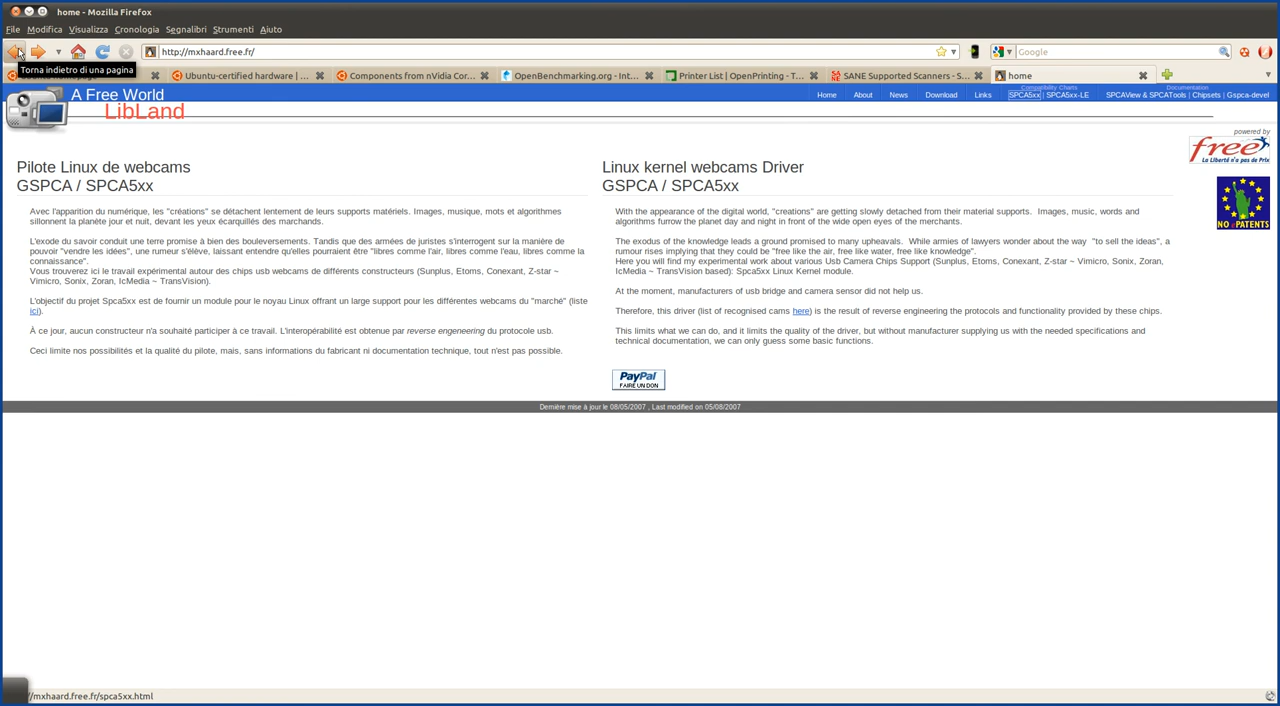 home - Mozilla Firefox
File Modifica Visualizza Cronologia Segnalibri Strumenti Aiuto
http://mxhaard.free.fr/
Google
Torna indietro di una pagina
Ubuntu-certified hardware | ...
Components from nVidia Cor...
OpenBenchmarking.org - Int...
Printer List | OpenPrinting - T...
SANE Supported Scanners - S...
home
A Free World
LibLand
Home About News Download Links
Compatibility Charts
SPCA5xx | SPCA5xx-LE
Documentation
SPCAView & SPCATools | Chipsets | Gspca-devel
powered by
free
La Liberté n'a pas de Prix
NO PATENTS
Pilote Linux de webcams
GSPCA / SPCA5xx
Avec l'apparition du numérique, les "créations" se détachent lentement de leurs supports matériels. Images, musique, mots et algorithmes
sillonnent la planète jour et nuit, devant les yeux écarquillés des marchands.
L'exode du savoir conduit une terre promise à bien des bouleversements. Tandis que des armées de juristes s'interrogent sur la manière de
pouvoir "vendre les idées", une rumeur s'élève, laissant entendre qu'elles pourraient être "libres comme l'air, libres comme l'eau, libres comme la
connaissance".
Vous trouverez ici le travail expérimental autour des chips usb webcams de différents constructeurs (Sunplus, Etoms, Conexant, Z-star ~
Vimicro, Sonix, Zoran, IcMedia ~ TransVision).
L'objectif du projet Spca5xx est de fournir un module pour le noyau Linux offrant un large support pour les différentes webcams du "marché" (liste
ici).
À ce jour, aucun constructeur n'a souhaité participer à ce travail. L'interopérabilité est obtenue par reverse engeneering du protocole usb.
Ceci limite nos possibilités et la qualité du pilote, mais, sans informations du fabricant ni documentation technique, tout n'est pas possible.
Linux kernel webcams Driver
GSPCA / SPCA5xx
With the appearance of the digital world, "creations" are getting slowly detached from their material supports. Images, music, words and
algorithms furrow the planet day and night in front of the wide open eyes of the merchants.
The exodus of the knowledge leads a ground promised to many upheavals. While armies of lawyers wonder about the way "to sell the ideas", a
rumour rises implying that they could be "free like the air, free like water, free like knowledge".
Here you will find my experimental work about various Usb Camera Chips Support (Sunplus, Etoms, Conexant, Z-star ~ Vimicro, Sonix, Zoran,
IcMedia ~ TransVision based): Spca5xx Linux Kernel module.
At the moment, manufacturers of usb bridge and camera sensor did not help us.
Therefore, this driver (list of recognised cams here) is the result of reverse engineering the protocols and functionality provided by these chips.
This limits what we can do, and it limits the quality of the driver, but without manufacturer supplying us with the needed specifications and
technical documentation, we can only guess some basic functions.
PayPal
FAIRE UN DON
Dernière mise à jour le 08/05/2007 , Last modified on 05/08/2007
/mxhaard.free.fr/spca5xx.html